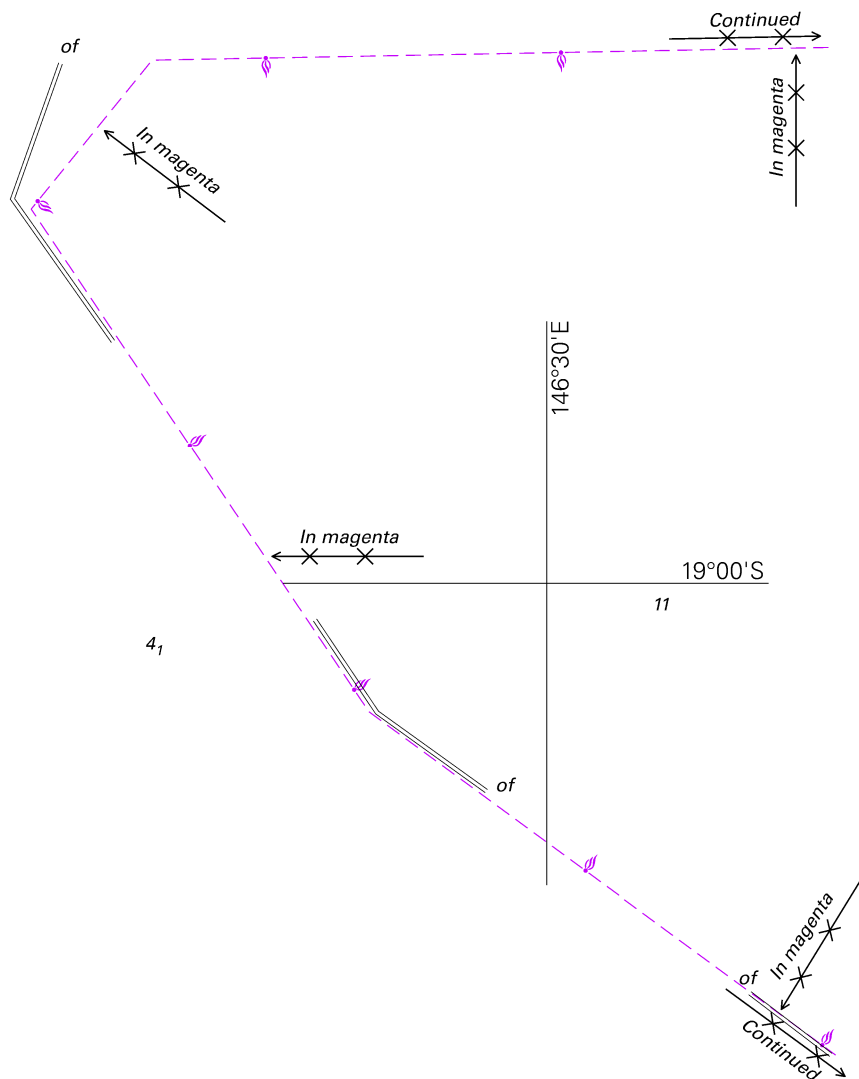 Continued
of
In magenta
In magenta
146°30'E
In magenta
19°00'S
11
4₁
of
In magenta
of
Continued